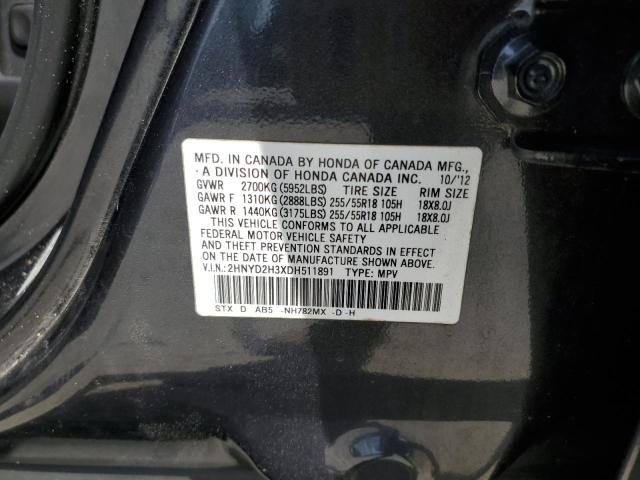 MFD. IN CANADA BY HONDA OF CANADA MFG.,
· A DIVISION OF HONDA CANADA INC. 10/'12
GVWR 2700KG (5952LBS) TIRE SIZE RIM SIZE
GAWR F 1310KG (2888LBS) 255/55R18 105H 18X8.0J
GAWR R 1440KG (3175LBS) 255/55R18 105H 18X8.0J
THIS VEHICLE CONFORMS TO ALL APPLICABLE
FEDERAL MOTOR VEHICLE SAFETY
AND THEFT PREVENTION STANDARDS IN EFFECT
ON THE DATE OF MANUFACTURE SHOWN ABOVE.
V.I.N.: 2HNYD2H3XDH511891 TYPE: MPV
STX D AB5 -NH782MX -D -H